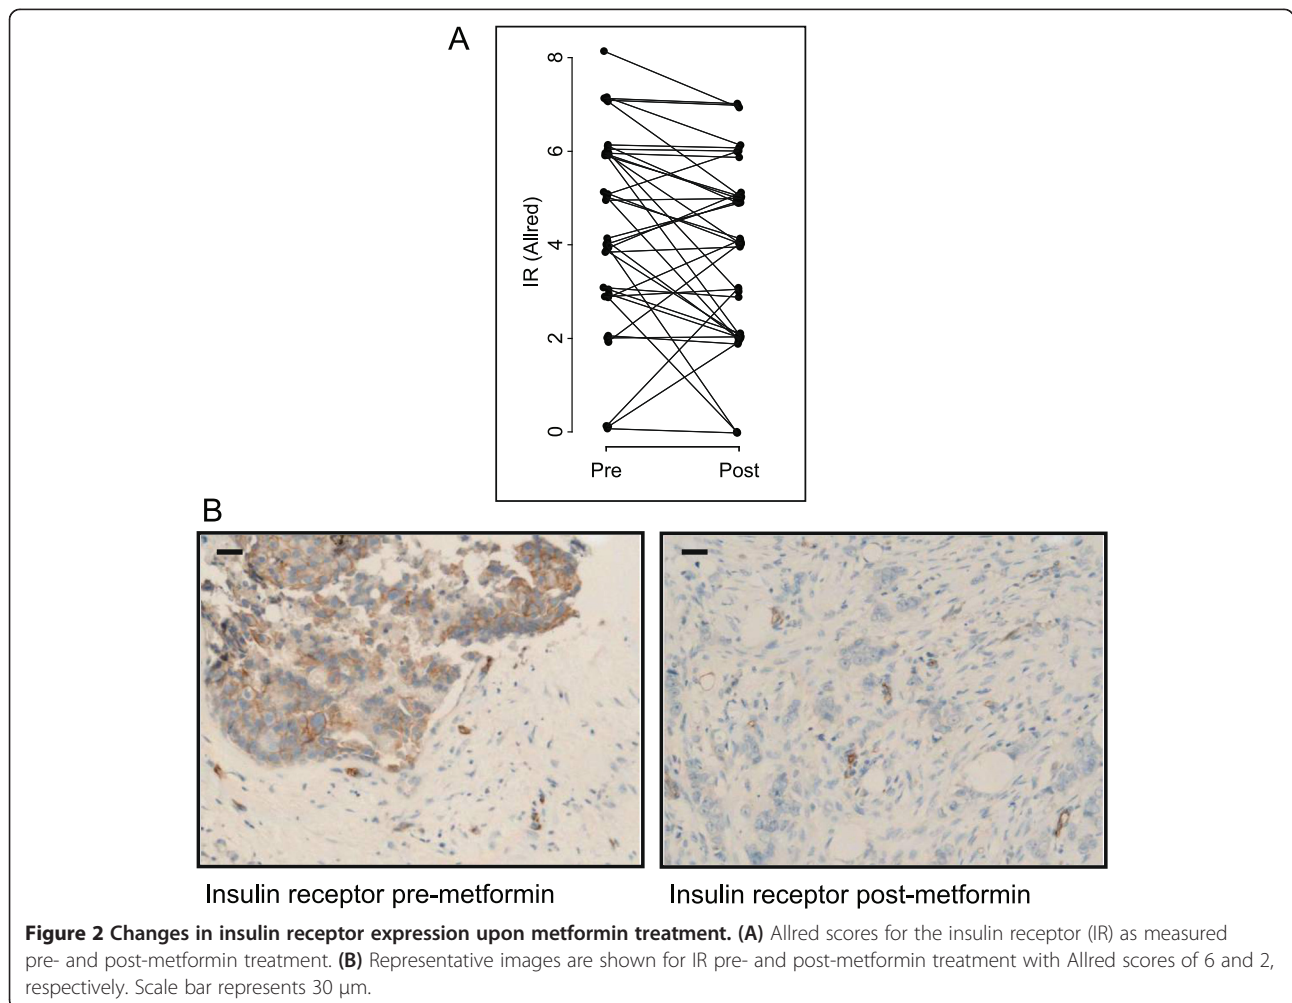 A
8
6
4
2
0
IR (Allred)
Pre Post
B
Insulin receptor pre-metformin Insulin receptor post-metformin
Figure 2 Changes in insulin receptor expression upon metformin treatment. (A) Allred scores for the insulin receptor (IR) as measured
pre- and post-metformin treatment. (B) Representative images are shown for IR pre- and post-metformin treatment with Allred scores of 6 and 2,
respectively. Scale bar represents 30 μm.